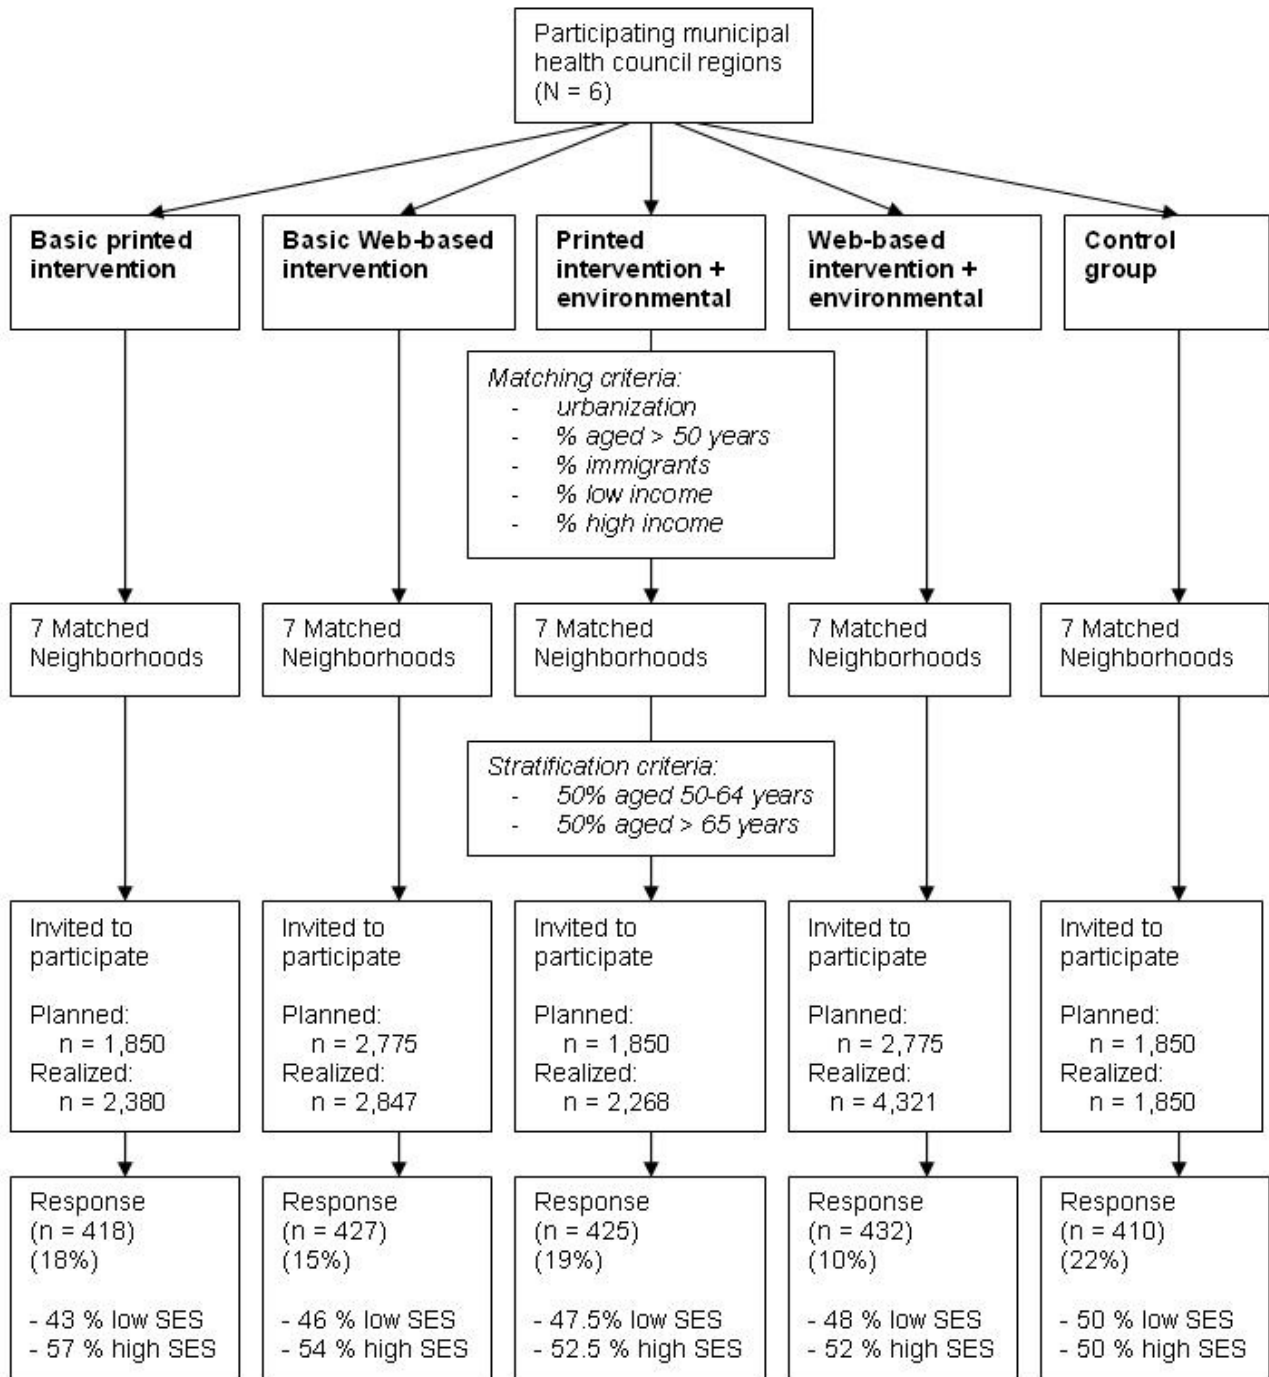 Participating municipal
health council regions
(N = 6)
Basic printed
intervention
Basic Web-based
intervention
Printed
intervention +
environmental
Web-based
intervention +
environmental
Control
group
Matching criteria:
- urbanization
- % aged > 50 years
- % immigrants
- % low income
- % high income
7 Matched
Neighborhoods
7 Matched
Neighborhoods
7 Matched
Neighborhoods
7 Matched
Neighborhoods
7 Matched
Neighborhoods
Stratification criteria:
- 50% aged 50-64 years
- 50% aged > 65 years
Invited to
participate
Planned:
n = 1,850
Realized:
n = 2,380
Invited to
participate
Planned:
n = 2,775
Realized:
n = 2,847
Invited to
participate
Planned:
n = 1,850
Realized:
n = 2,268
Invited to
participate
Planned:
n = 2,775
Realized:
n = 4,321
Invited to
participate
Planned:
n = 1,850
Realized:
n = 1,850
Response
(n = 418)
(18%)
- 43 % low SES
- 57 % high SES
Response
(n = 427)
(15%)
- 46 % low SES
- 54 % high SES
Response
(n = 425)
(19%)
- 47.5% low SES
- 52.5 % high SES
Response
(n = 432)
(10%)
- 48 % low SES
- 52 % high SES
Response
(n = 410)
(22%)
- 50 % low SES
- 50 % high SES